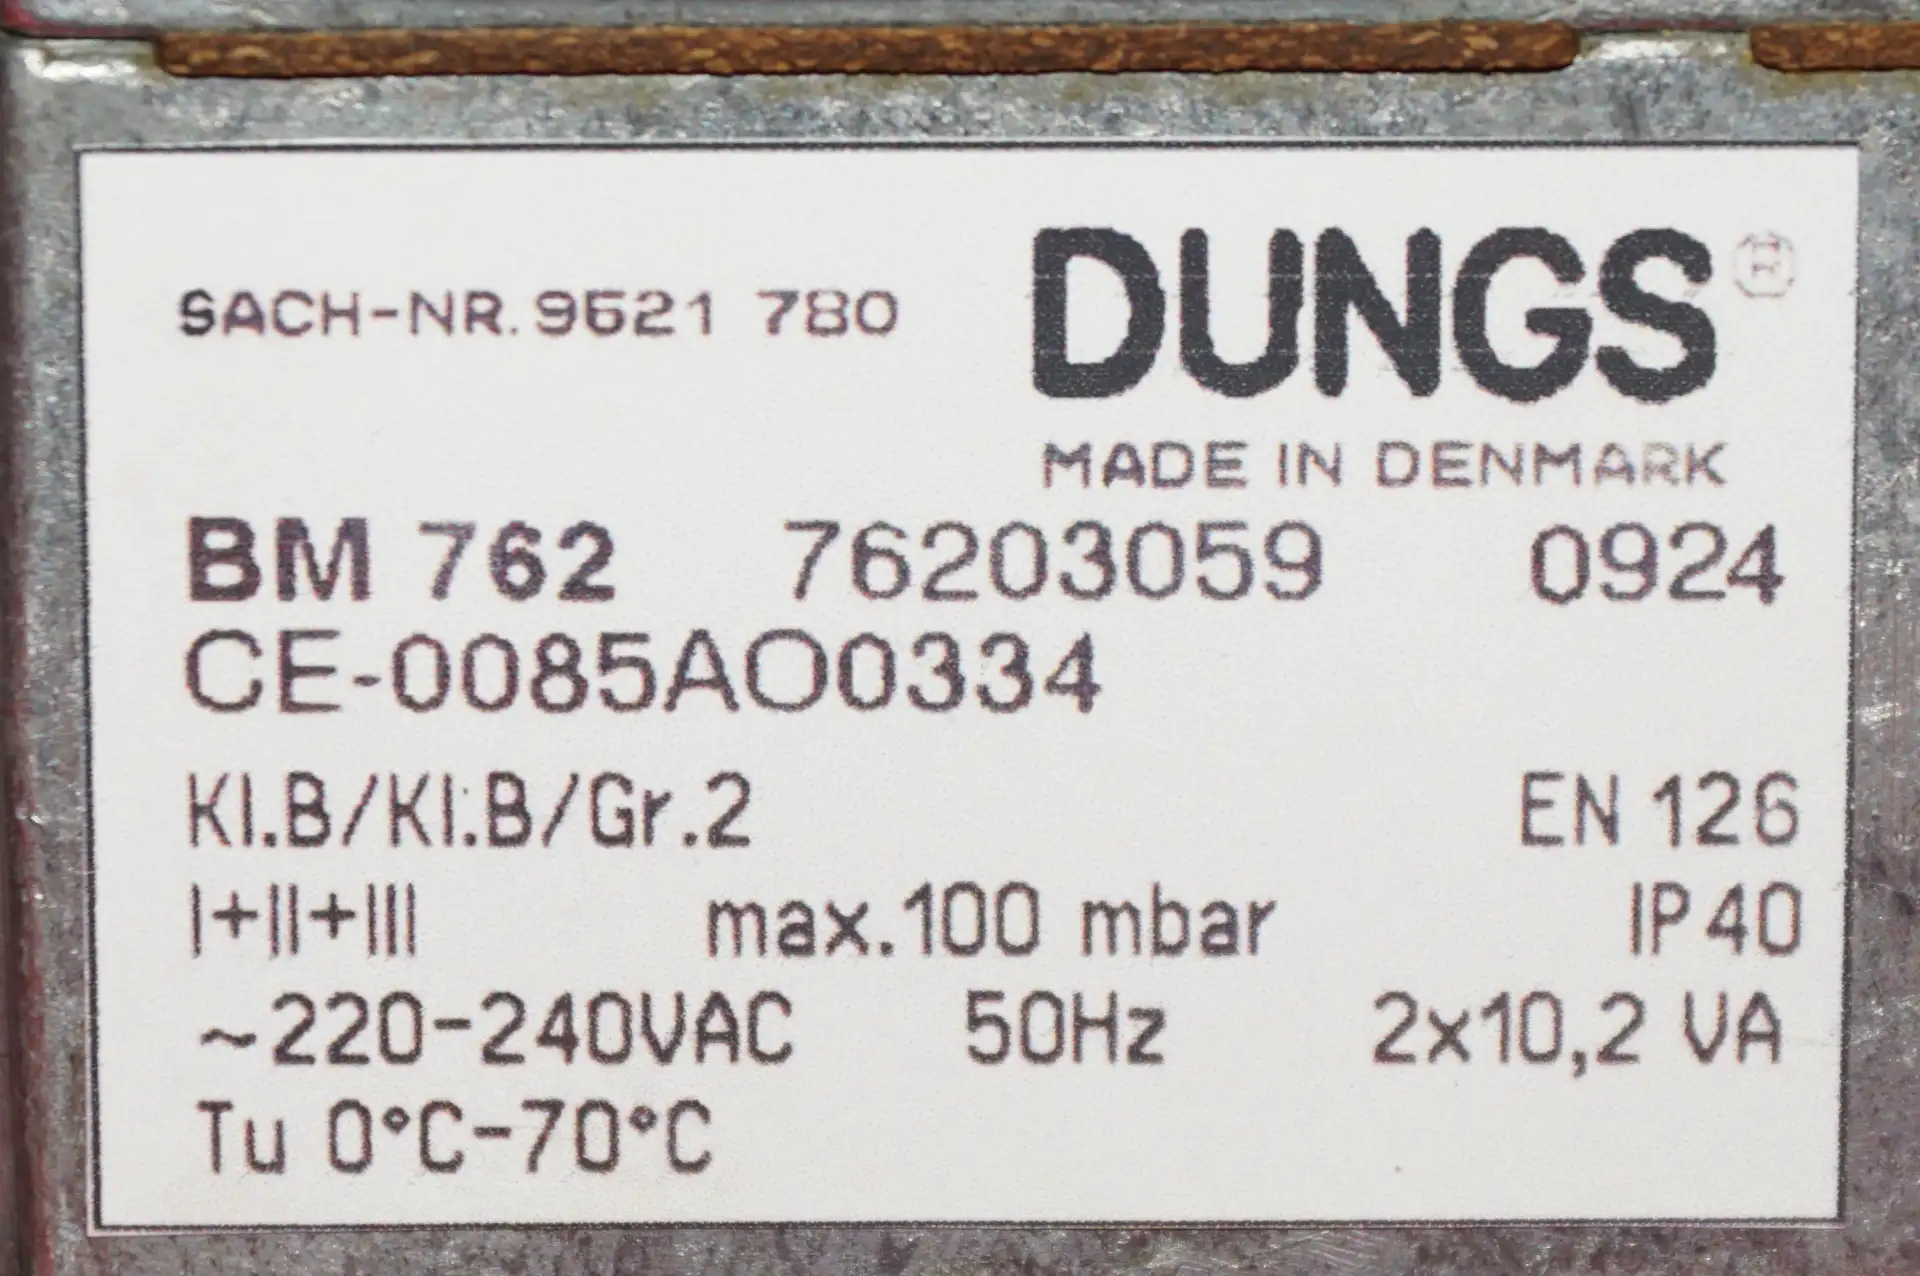 DUNGS®
SACH-NR. 9521 780
MADE IN DENMARK
BM 762 76203059 0924
CE-0085AO0334
Kl.B/Kl.B/Gr.2 EN 126
I+II+III max.100 mbar IP40
~220-240VAC 50Hz 2x10,2 VA
Tu 0°C-70°C